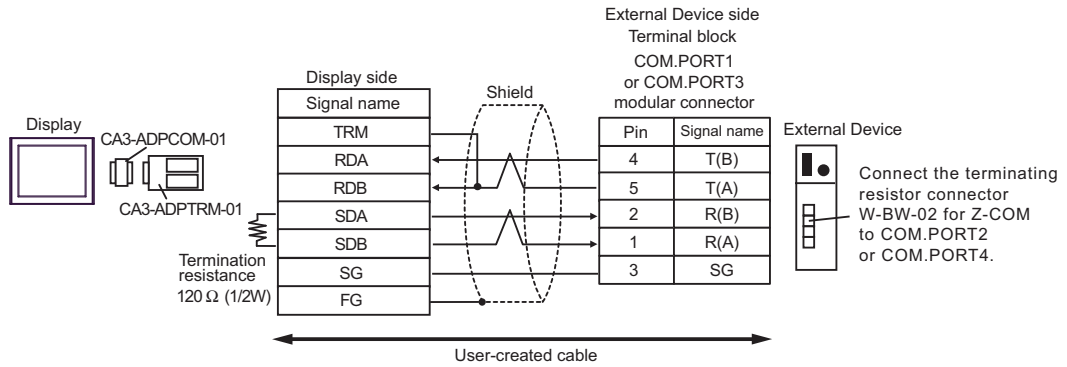 External Device side
Terminal block
COM.PORT1
or COM.PORT3
modular connector
Display side
Shield
Signal name
Display
CA3-ADPCOM-01
CA3-ADPTRM-01
TRM
RDA
RDB
SDA
SDB
SG
FG
Termination
resistance
120 Ω (1/2W)
Pin Signal name
4 T(B)
5 T(A)
2 R(B)
1 R(A)
3 SG
External Device
Connect the terminating
resistor connector
W-BW-02 for Z-COM
to COM.PORT2
or COM.PORT4.
User-created cable